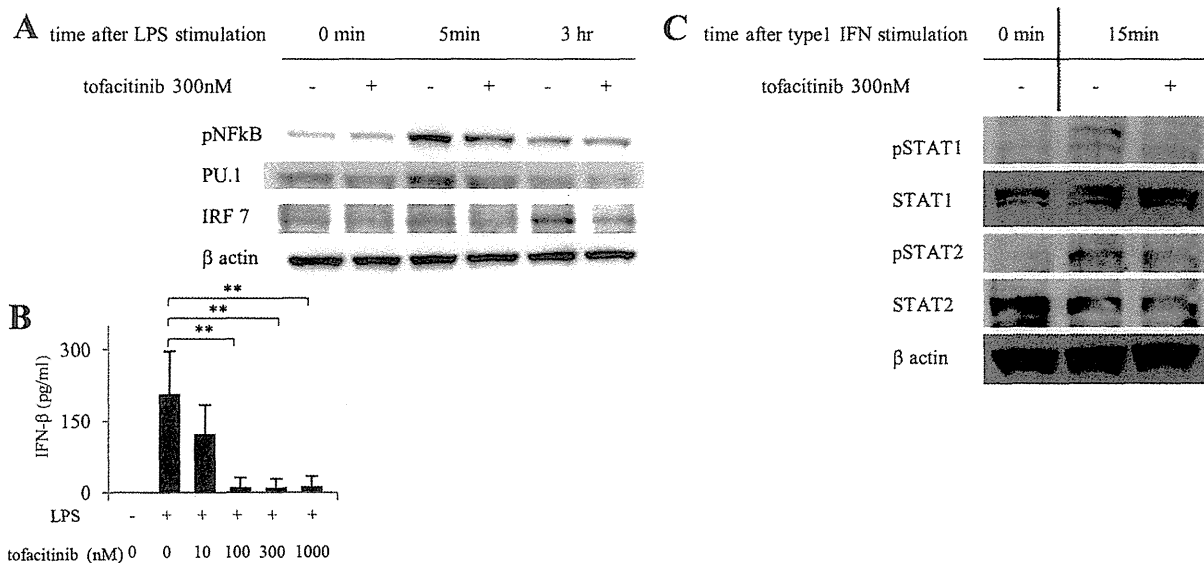 A time after LPS stimulation 0 min 5min 3 hr
tofacitinib 300nM - + - + - +
pNFkB
PU.1
IRF 7
β actin
B
**
**
**
IFN-β (pg/ml)
300
150
0
LPS - + + + + +
tofacitinib (nM) 0 0 10 100 300 1000
C time after type1 IFN stimulation 0 min 15min
tofacitinib 300nM - - +
pSTAT1
STAT1
pSTAT2
STAT2
β actin